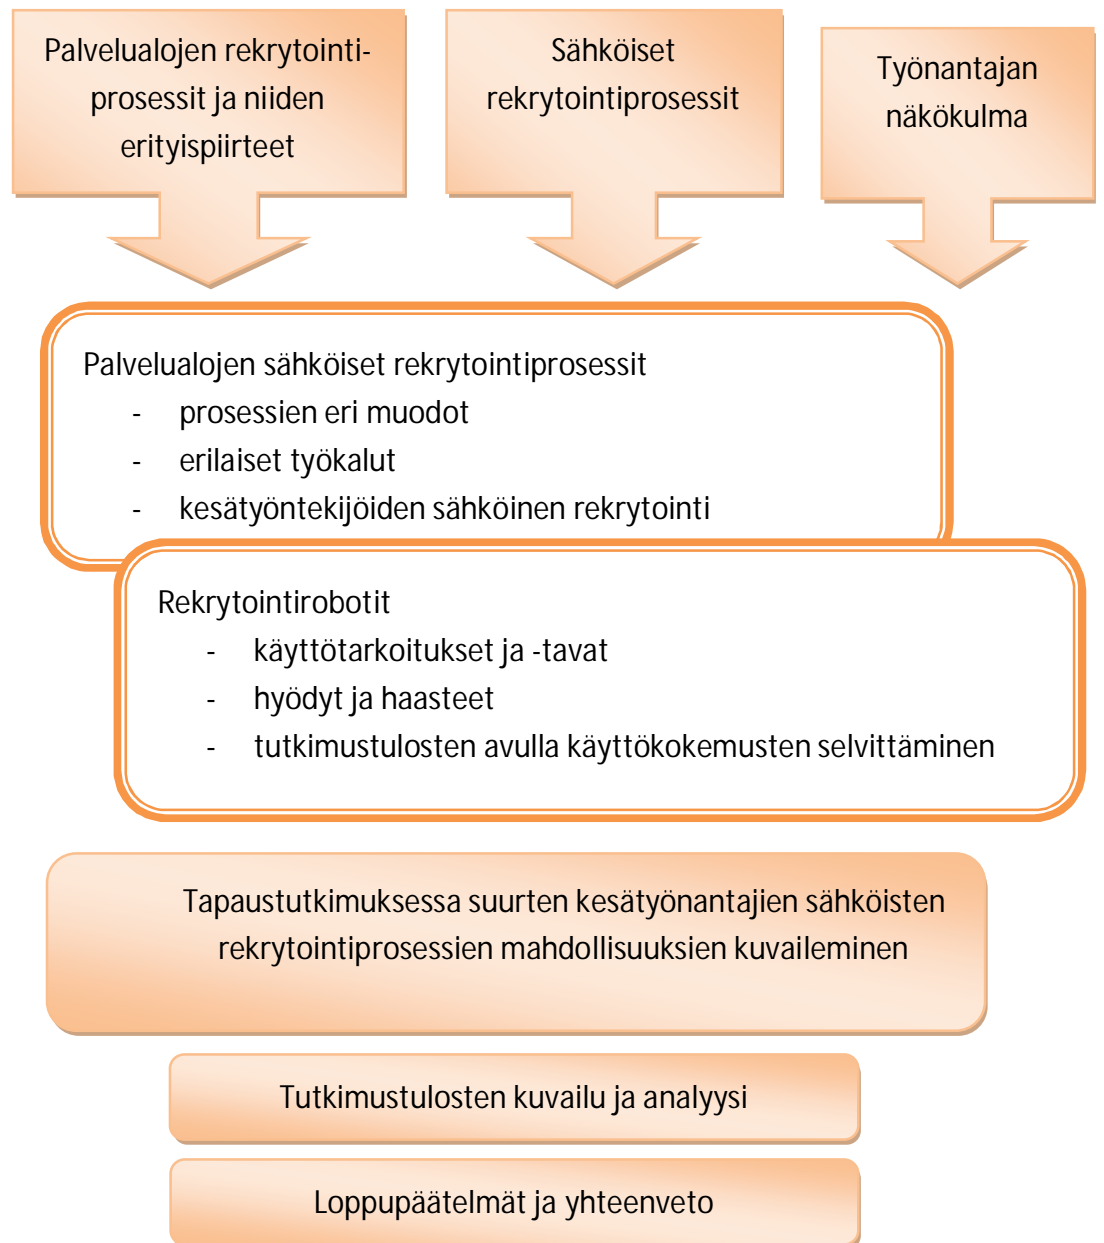 Palvelualojen rekrytointi-
prosessit ja niiden
erityispiirteet
Sähköiset
rekrytointiprosessit
Työnantajan
näkökulma
Palvelualojen sähköiset rekrytointiprosessit
- prosessien eri muodot
- erilaiset työkalut
- kesätyöntekijöiden sähköinen rekrytointi
Rekrytointirobotit
- käyttötarkoitukset ja -tavat
- hyödyt ja haasteet
- tutkimustulosten avulla käyttökokemusten selvittäminen
Tapaustutkimuksessa suurten kesätyönantajien sähköisten
rekrytointiprosessien mahdollisuuksien kuvaileminen
Tutkimustulosten kuvailu ja analyysi
Loppupäätelmät ja yhteenveto